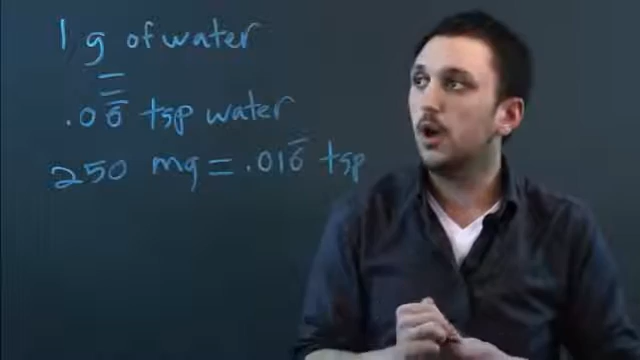 1 g of water
=
.06̅ tsp water
250 mg = .016̅ tsp